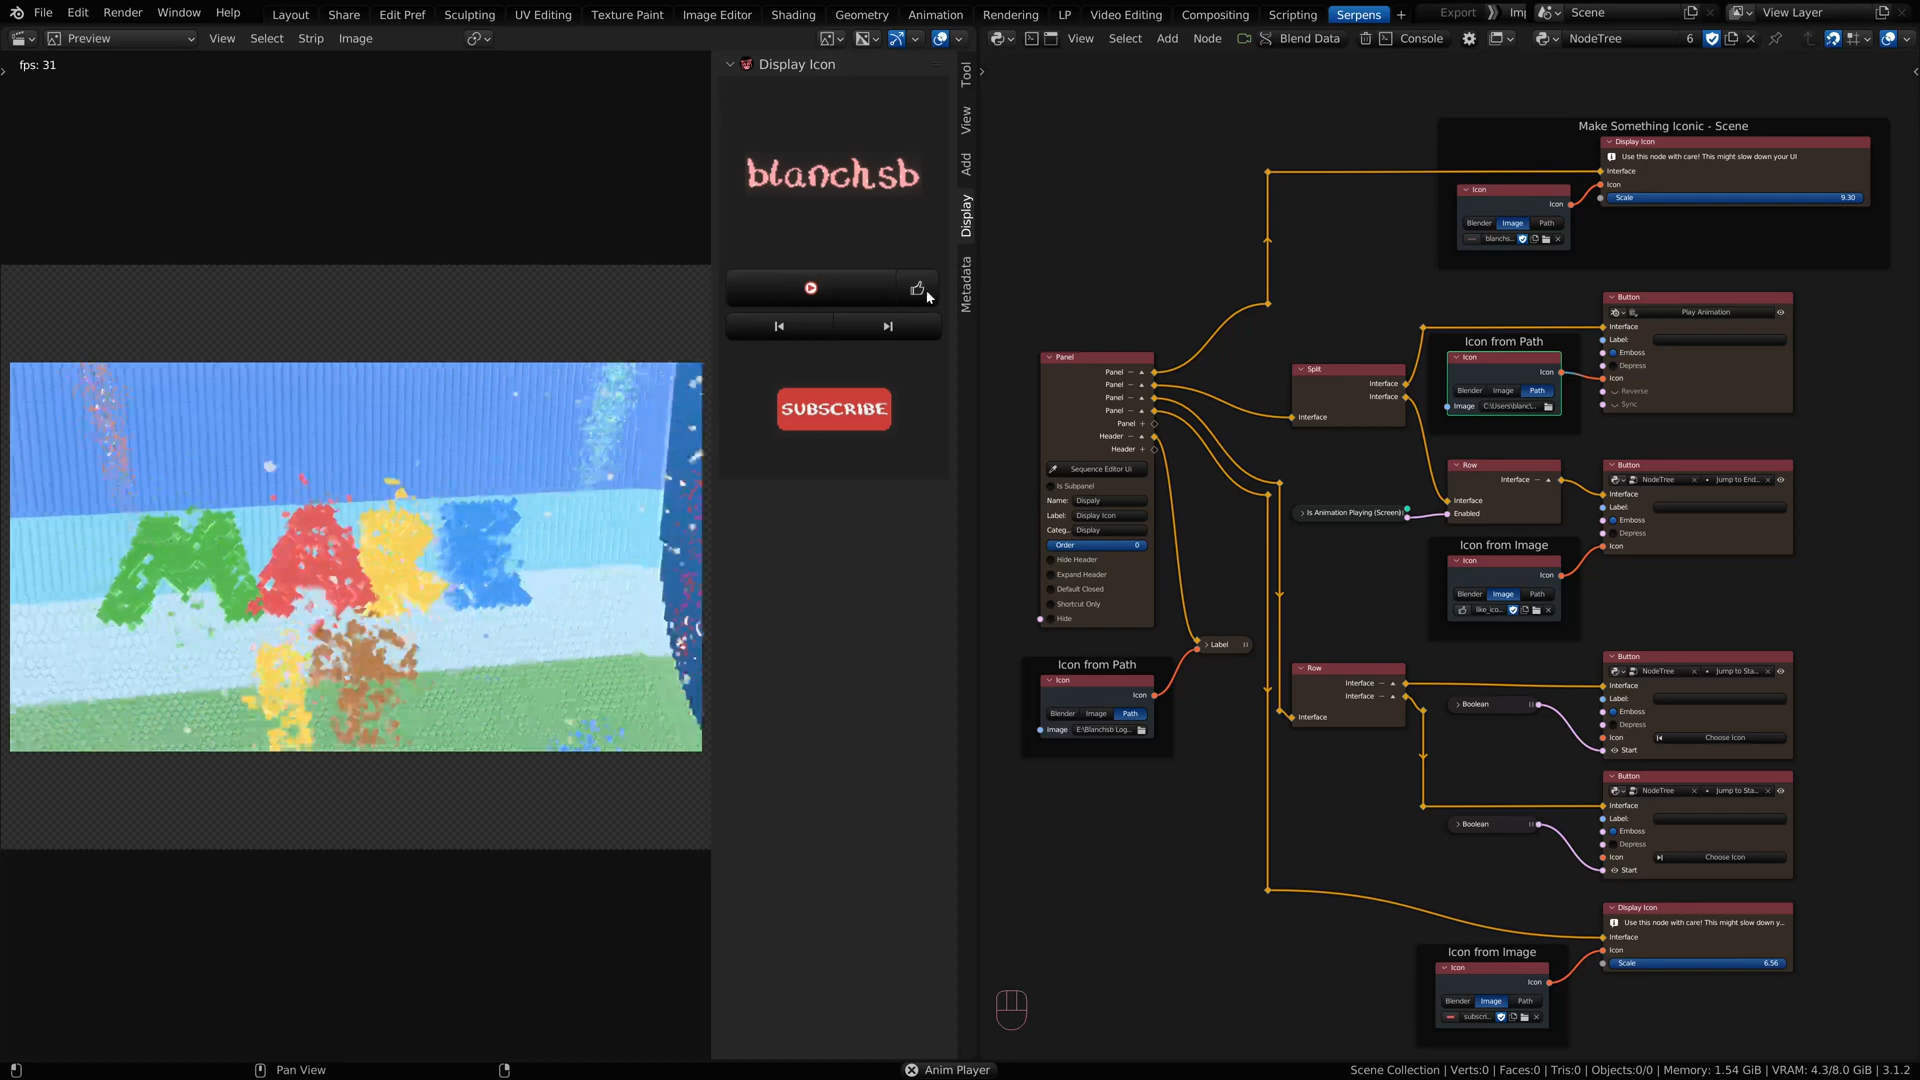 File Edit Render Window Help Layout Share Edit Pref Sculpting UV Editing Texture Paint Image Editor Shading Geometry Animation Rendering LP Video Editing Compositing Scripting Serpens + Export Imp Scene View Layer
Preview View Select Strip Image
View Select Add Node Blend Data Console NodeTree 6
fps: 31
Display Icon
blanchsb
SUBSCRIBE
Tool
View
Add
Display
Metadata
Make Something Iconic - Scene
Display Icon
Use this node with care! This might slow down your UI
Interface
Icon
Scale 9.30
Icon
Icon
Blender Image Path
blanchs...
Panel
Panel
Panel
Panel
Panel
Panel
Header
Header
Sequence Editor Ui
Is Subpanel
Name: Dispaly
Label: Display Icon
Categ... Display
Order 0
Hide Header
Expand Header
Default Closed
Shortcut Only
Hide
Label
Icon from Path
Icon
Icon
Blender Image Path
Image E:\Blanchsb Log...
Split
Interface
Interface
Interface
Icon from Path
Icon
Icon
Blender Image Path
Image C:\Users\blanc\...
Button
Play Animation
Interface
Label:
Emboss
Depress
Icon
Reverse
Sync
Is Animation Playing (Screen)
Row
Interface
Interface
Enabled
Button
NodeTree Jump to End...
Interface
Label:
Emboss
Depress
Icon
Icon from Image
Icon
Icon
Blender Image Path
like_ico...
Row
Interface
Interface
Interface
Boolean
Button
NodeTree Jump to Sta...
Interface
Label:
Emboss
Depress
Icon Choose Icon
Start
Boolean
Button
NodeTree Jump to Sta...
Interface
Label:
Emboss
Depress
Icon Choose Icon
Start
Display Icon
Use this node with care! This might slow down y...
Interface
Icon
Scale 6.56
Icon from Image
Icon
Icon
Blender Image Path
subscri...
Pan View
Anim Player
Scene Collection | Verts:0 | Faces:0 | Tris:0 | Objects:0/0 | Memory: 1.54 GiB | VRAM: 4.3/8.0 GiB | 3.1.2